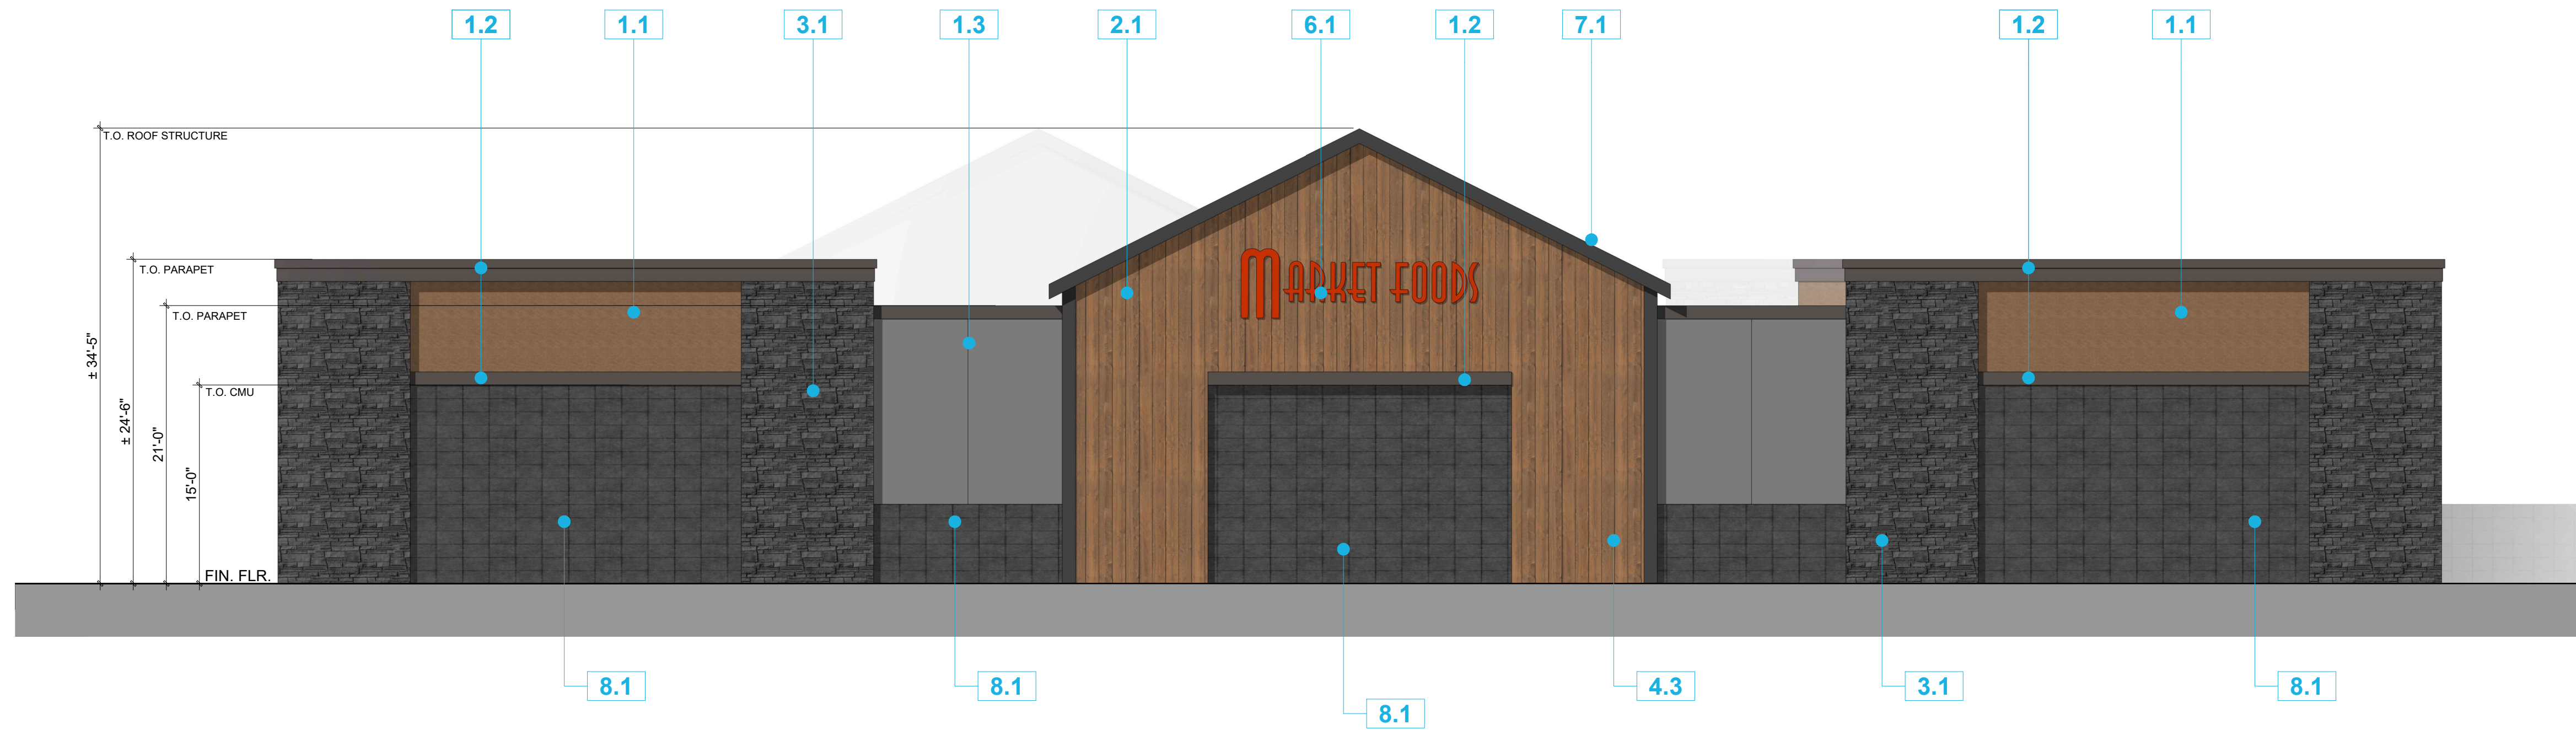 1.2 1.1 3.1 1.3 2.1 6.1 1.2 7.1 1.2 1.1
T.O. ROOF STRUCTURE
MARKET FOODS
T.O. PARAPET
T.O. PARAPET
± 34'-5"
T.O. CMU
± 24'-6"
21'-0"
15'-0"
FIN. FLR.
8.1 8.1 4.3 3.1 8.1
8.1